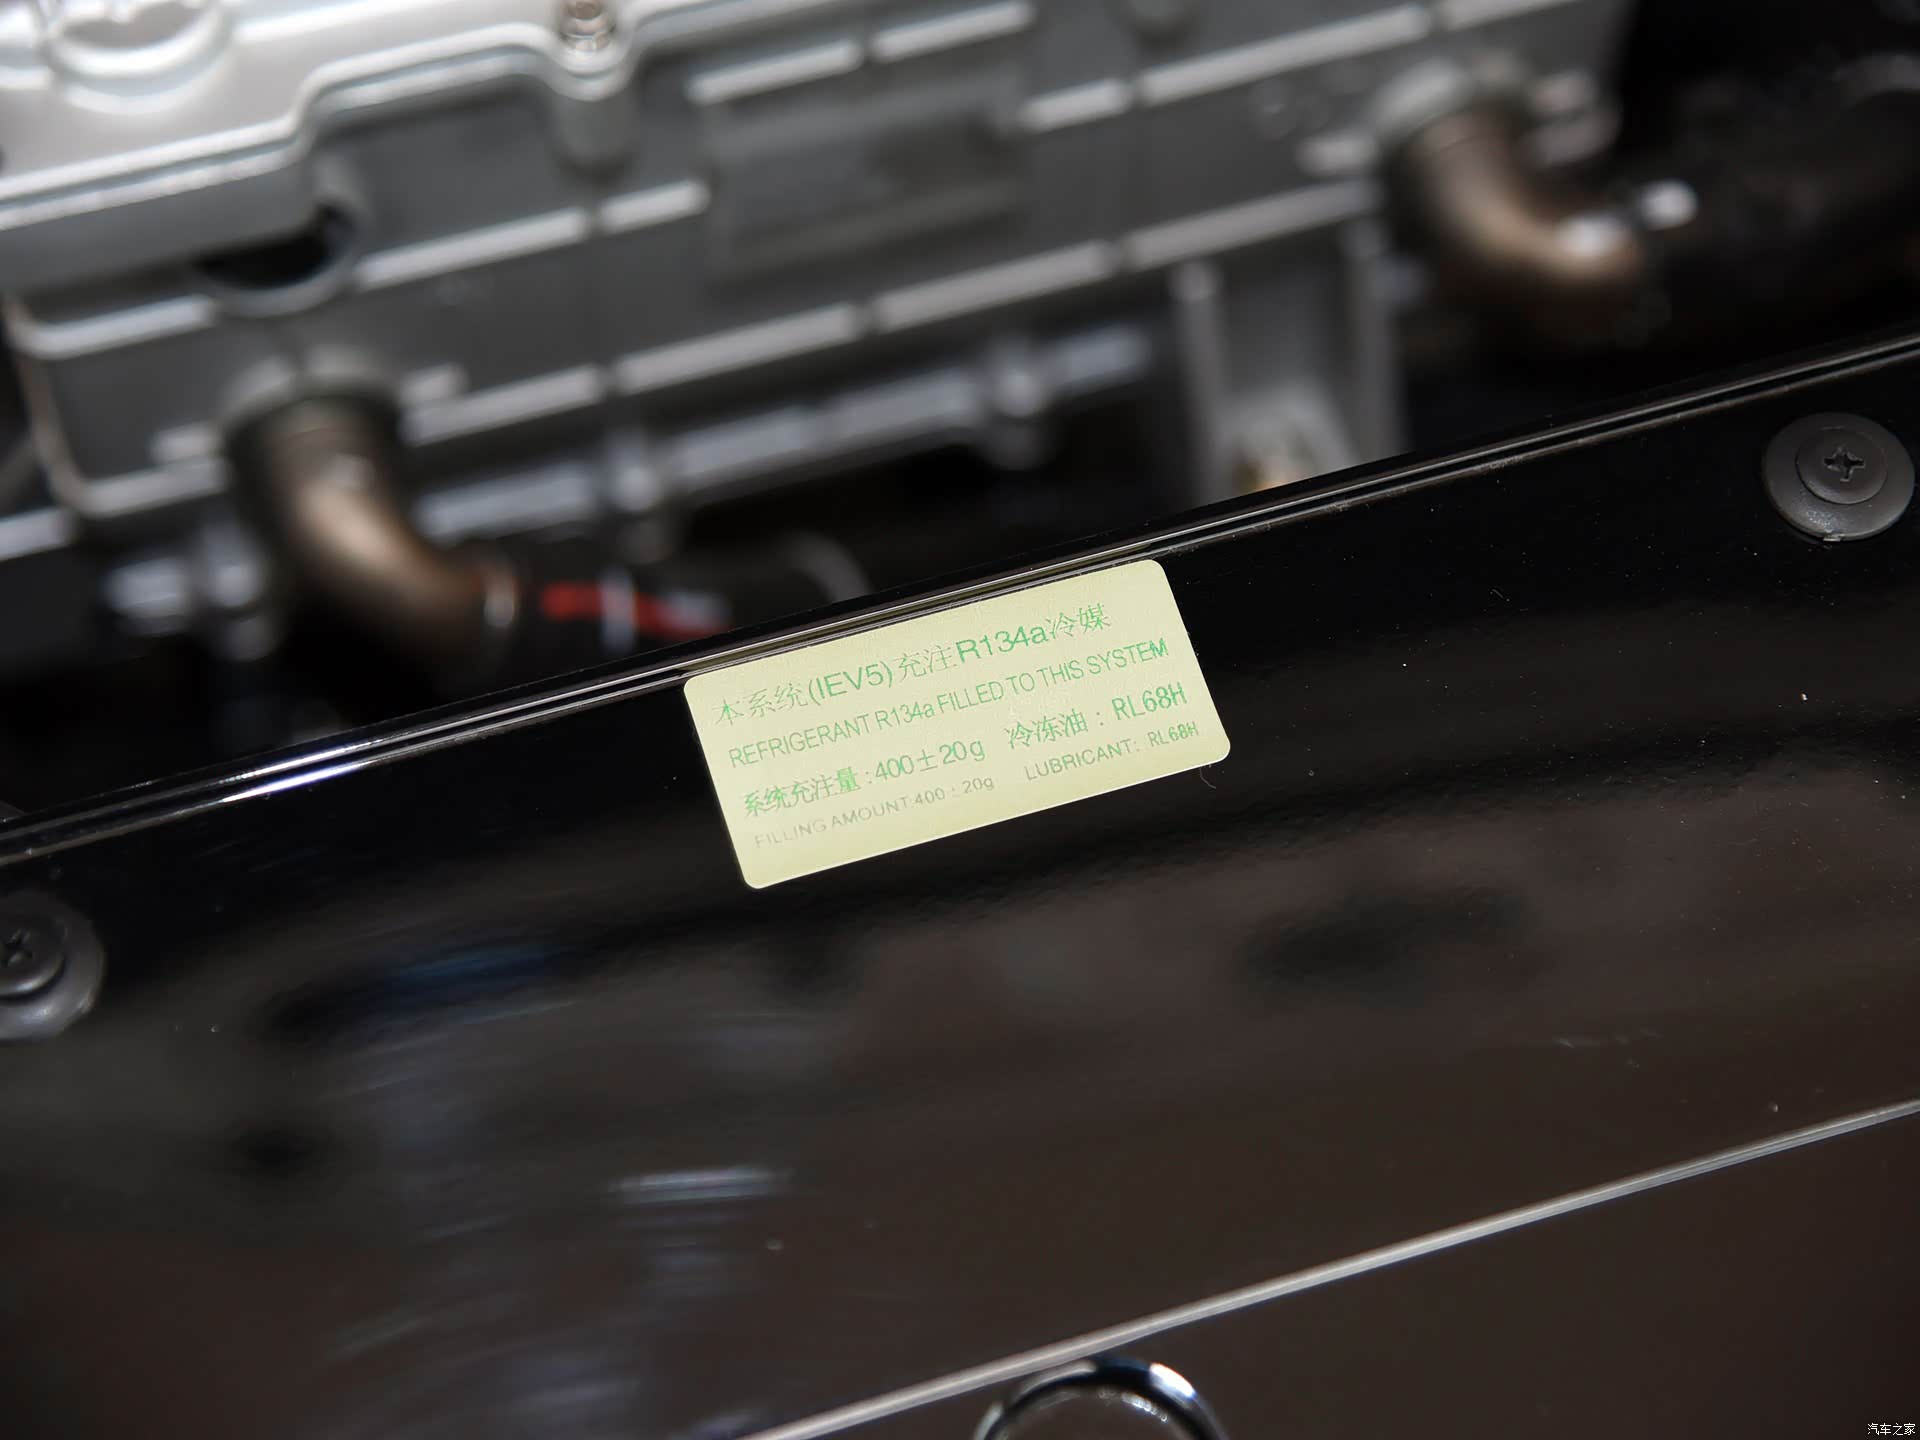 本系统(IEV5)充注R134a冷媒
REFRIGERANT R134a FILLED TO THIS SYSTEM
系统充注量:400±20g 冷冻油:RL68H
FILLING AMOUNT:400±20g LUBRICANT: RL68H
汽车之家